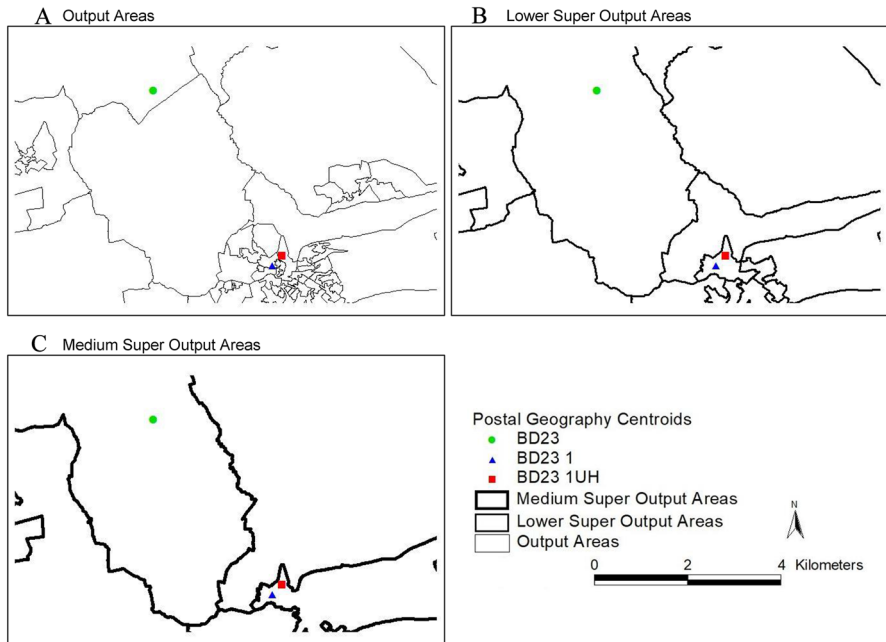 A Output Areas
B Lower Super Output Areas
C Medium Super Output Areas
Postal Geography Centroids
BD23
BD23 1
BD23 1UH
Medium Super Output Areas
Lower Super Output Areas
Output Areas
N
0 2 4 Kilometers